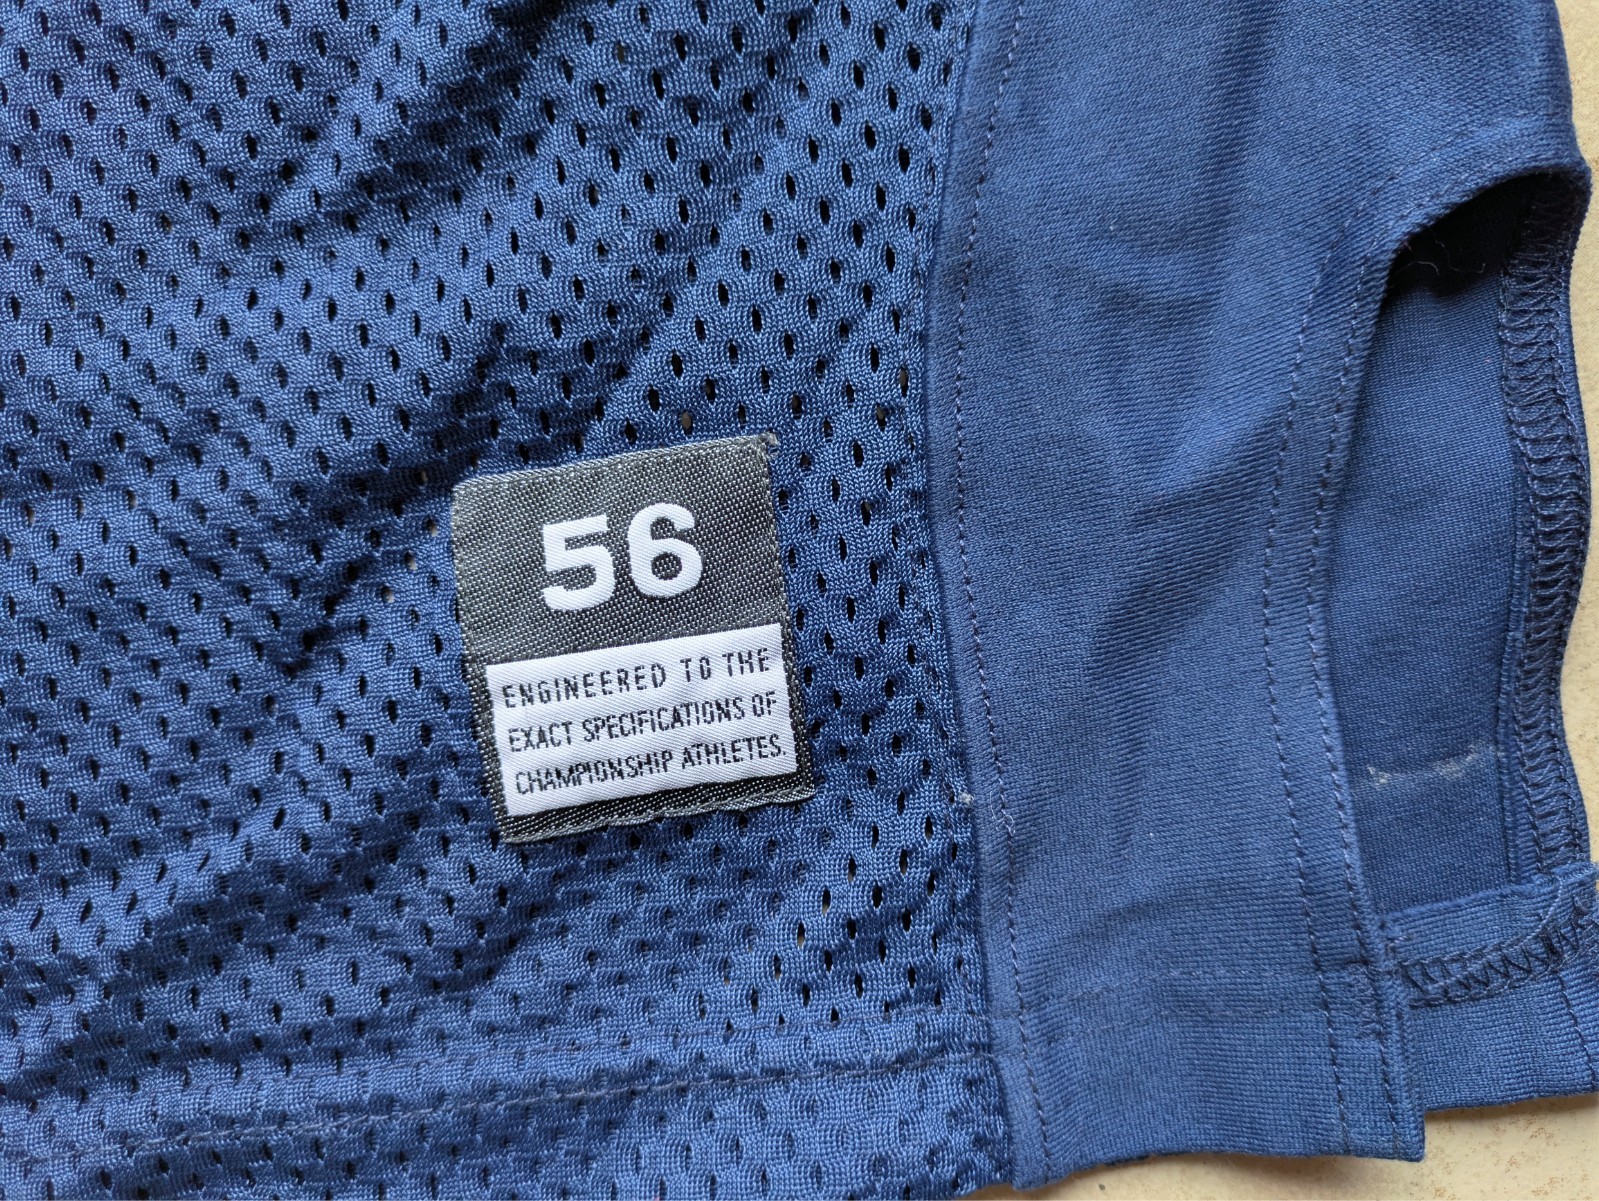 56
ENGINEERED TO THE
EXACT SPECIFICATIONS OF
CHAMPIONSHIP ATHLETES.